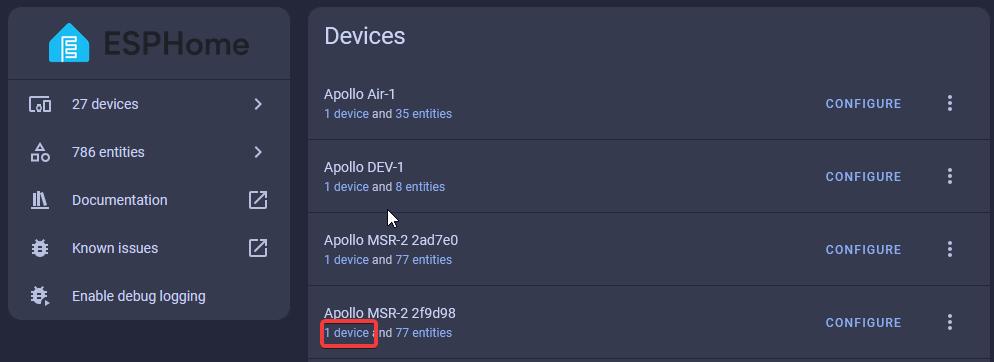 ESPHome
27 devices
786 entities
Documentation
Known issues
Enable debug logging
Devices
Apollo Air-1
1 device and 35 entities
CONFIGURE
Apollo DEV-1
1 device and 8 entities
CONFIGURE
Apollo MSR-2 2ad7e0
1 device and 77 entities
CONFIGURE
Apollo MSR-2 2f9d98
1 device and 77 entities
CONFIGURE